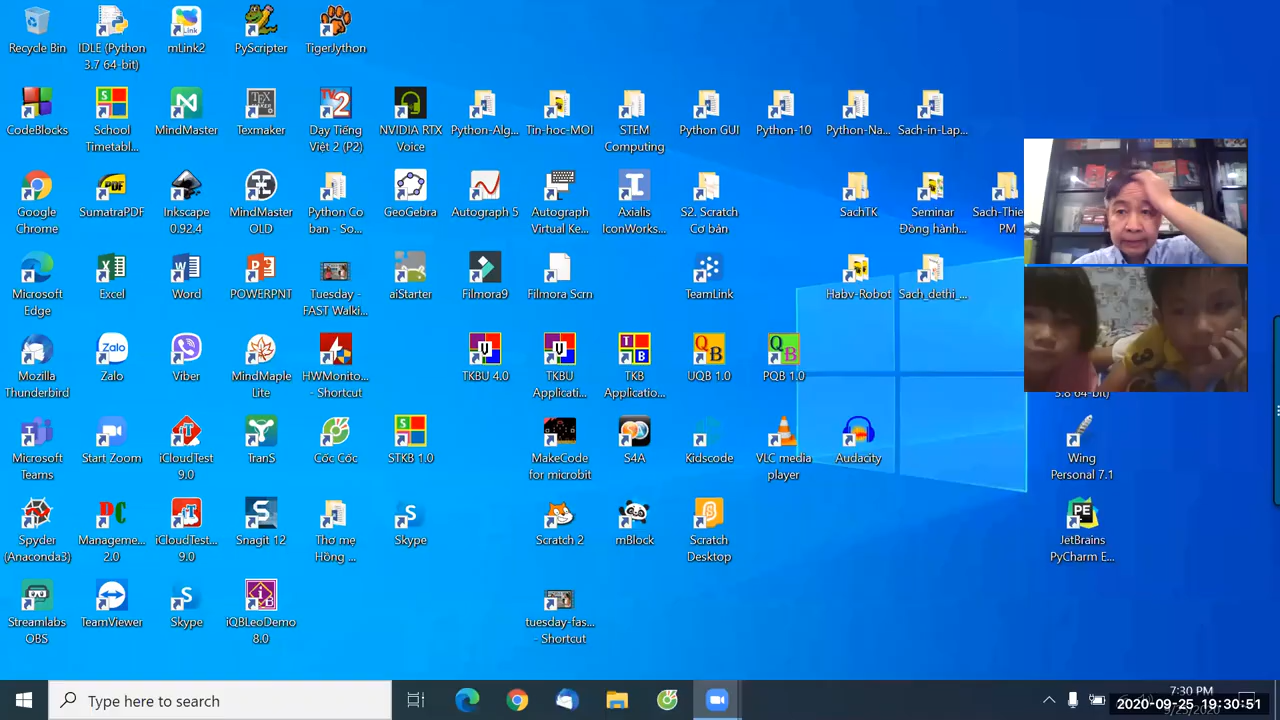 Recycle Bin
IDLE (Python
3.7 64-bit)
mLink2
PyScripter
TigerJython
CodeBlocks
School
Timetabl...
MindMaster
Texmaker
Dạy Tiếng
Việt 2 (P2)
NVIDIA RTX
Voice
Python-Alg...
Tin-hoc-MOI
STEM
Computing
Python GUI
Python-10
Python-Na...
Sach-in-Lap...
Google
Chrome
SumatraPDF
Inkscape
0.92.4
MindMaster
OLD
Python Co
ban - So...
GeoGebra
Autograph 5
Autograph
Virtual Ke...
Axialis
IconWorks...
S2. Scratch
Cơ bản
SachTK
Seminar
Đồng hành...
Sach-Thie...
PM
Microsoft
Edge
Excel
Word
POWERPNT
Tuesday -
FAST Walki...
aiStarter
Filmora9
Filmora Scrn
TeamLink
Habv-Robot
Sach_dethi_...
3.8 64-bit)
Mozilla
Thunderbird
Zalo
Viber
MindMaple
Lite
HWMonito...
- Shortcut
TKBU 4.0
TKBU
Applicati...
TKB
Applicatio...
UQB 1.0
PQB 1.0
Microsoft
Teams
Start Zoom
iCloudTest
9.0
TranS
Cốc Cốc
STKB 1.0
MakeCode
for microbit
S4A
Kidscode
VLC media
player
Audacity
Wing
Personal 7.1
Spyder
(Anaconda3)
Manageme...
2.0
iCloudTest...
9.0
Snagit 12
Thơ mẹ
Hồng ...
Skype
Scratch 2
mBlock
Scratch
Desktop
JetBrains
PyCharm E...
Streamlabs
OBS
TeamViewer
Skype
iQBLeoDemo
8.0
tuesday-fas...
- Shortcut
Type here to search
7:30 PM
2020-09-25 19:30:51